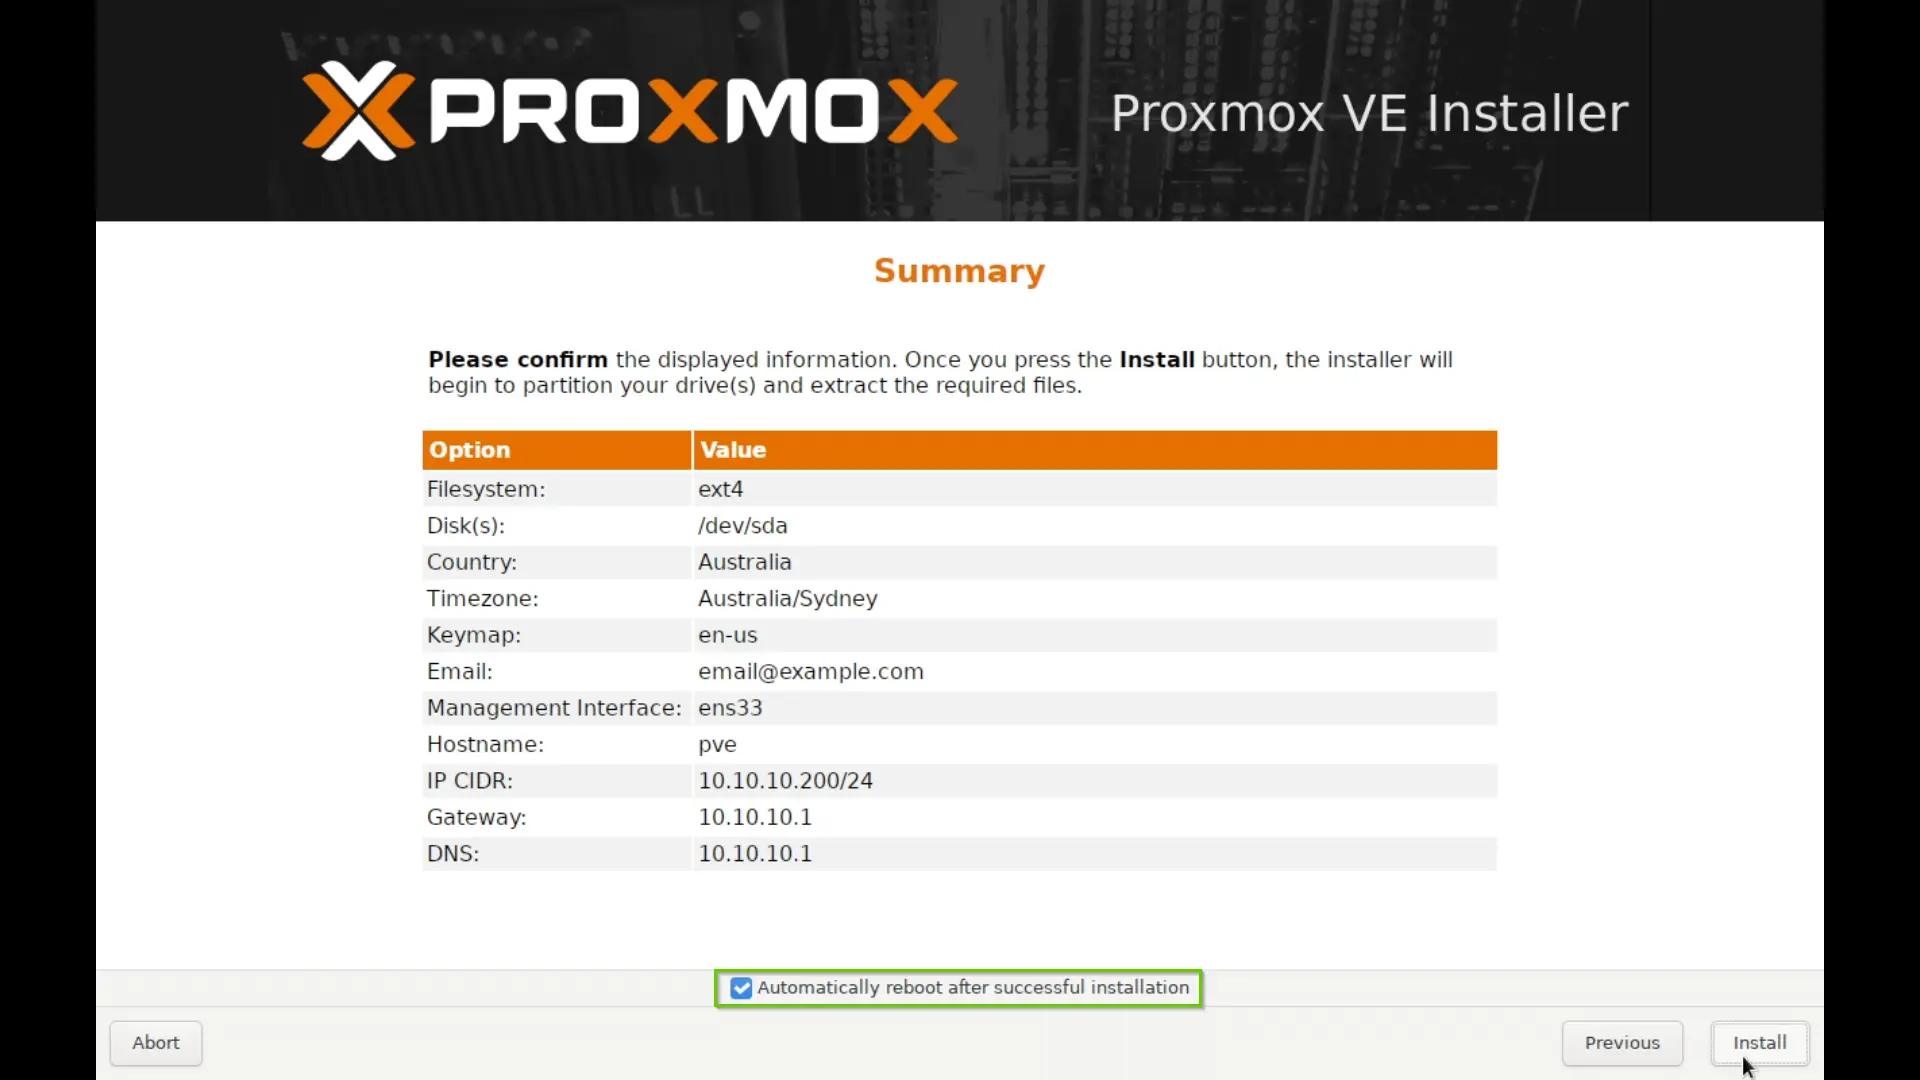 PROXMOX
Proxmox VE Installer
Summary
Please confirm the displayed information. Once you press the Install button, the installer will
begin to partition your drive(s) and extract the required files.
Option Value
Filesystem: ext4
Disk(s): /dev/sda
Country: Australia
Timezone: Australia/Sydney
Keymap: en-us
Email: email@example.com
Management Interface: ens33
Hostname: pve
IP CIDR: 10.10.10.200/24
Gateway: 10.10.10.1
DNS: 10.10.10.1
Automatically reboot after successful installation
Abort Previous Install